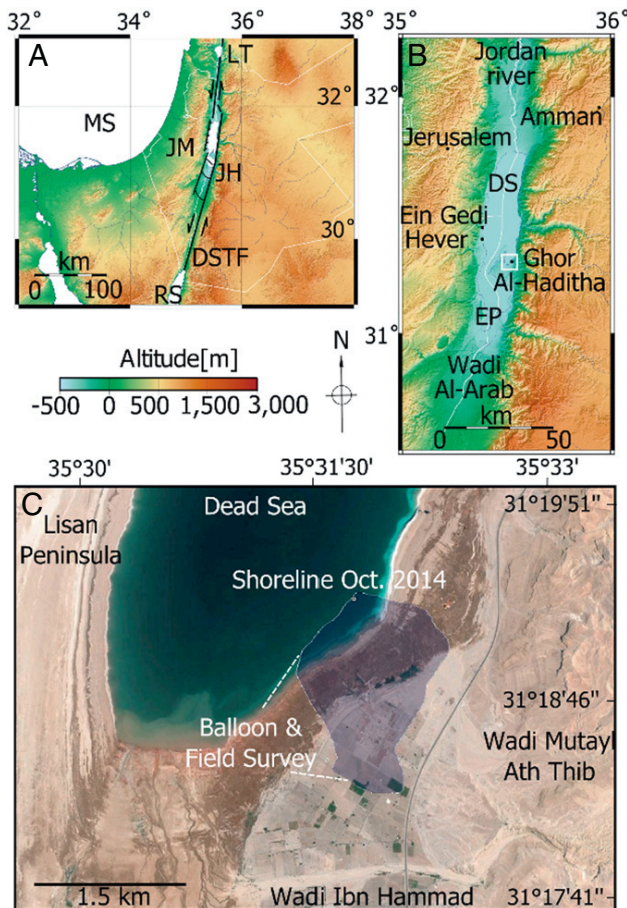 32
34
36
38
A
LT
32°
MS
JM
JH
30°
DSTF
km
0 100
RS
35°
36°
B
Jordan
river
32°
Amman
Jerusalem
DS
Ein Gedi
Hever
Ghor
Al-Haditha
EP
31°
Wadi
Al-Arab
km
0 50
Altitude[m]
-500 0 500 1,500 3,000
N
35°30'
35°31'30'
35°33'
C
Dead Sea
31°19'51"
Lisan
Peninsula
Shoreline Oct. 2014
31°18'46"
Balloon &
Field Survey
Wadi Mutayl
Ath Thib
1.5 km
Wadi Ibn Hammad
31°17'41"